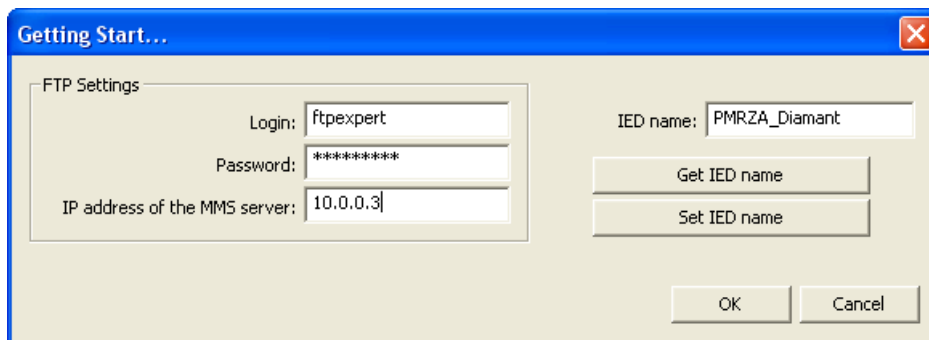 Getting Start...
FTP Settings
Login: ftpexpert
Password: *********
IP address of the MMS server: 10.0.0.3
IED name: PMRZA_Diamant
Get IED name
Set IED name
OK
Cancel